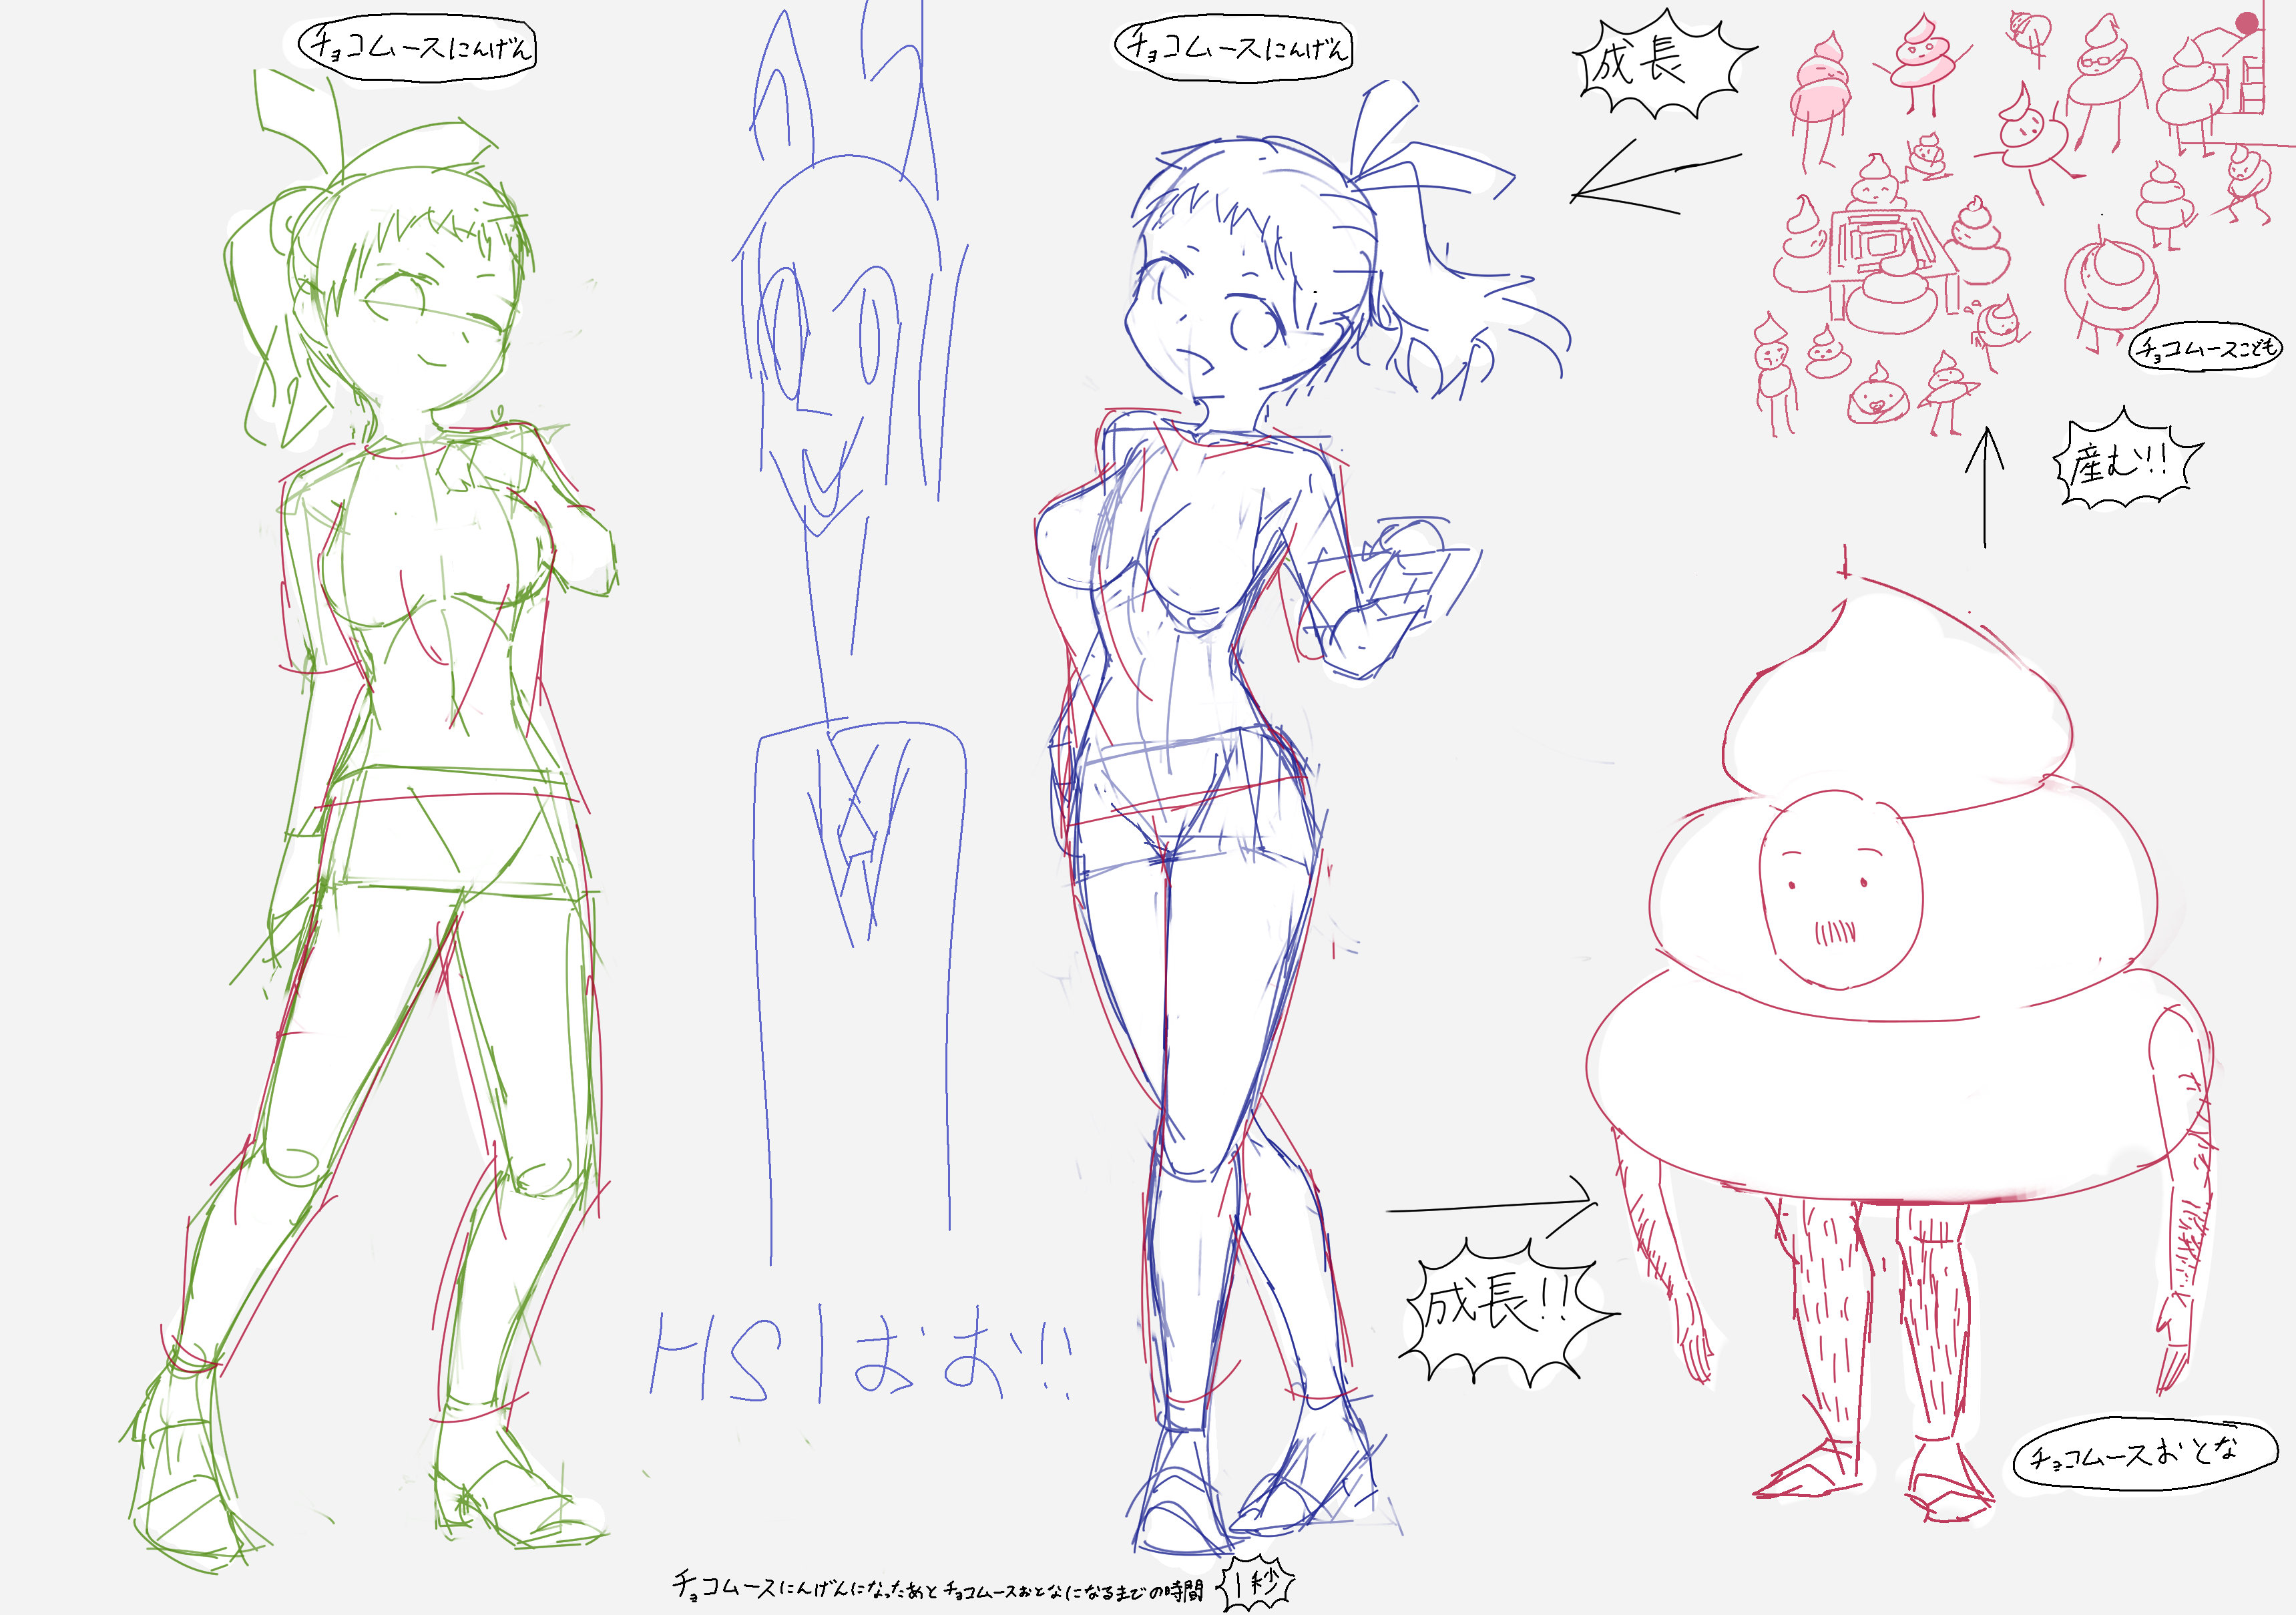 チョコムースにんげん
チョコムースにんげん
成長
チョコムースこども
産む!!
成長!!
HSIおお!!
チョコムースおとな
チョコムースにんげんになったあとチョコムースおとなになるまでの時間 1秒